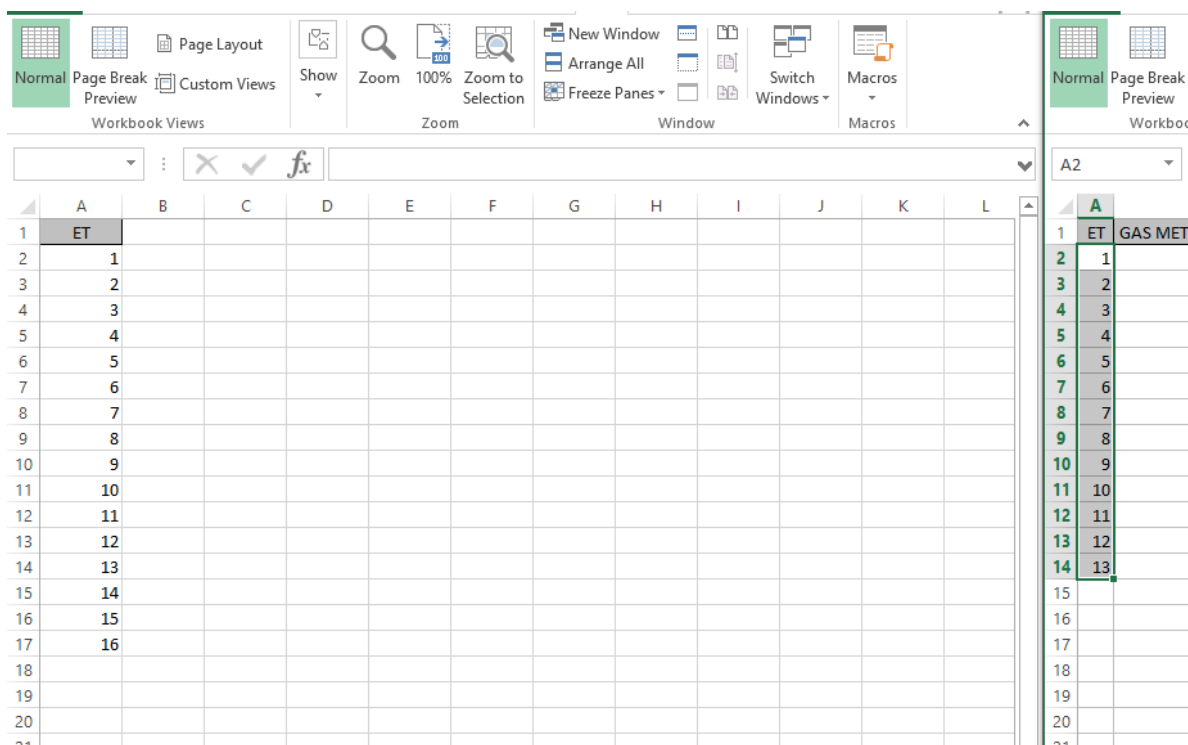 Normal
Page Break
Preview
Page Layout
Custom Views
Workbook Views
Show
Zoom
100
100%
Zoom to
Selection
Zoom
New Window
Arrange All
Freeze Panes
Switch
Windows
Window
Macros
Macros
fx
A B C D E F G H I J K L
1 ET
2 1
3 2
4 3
5 4
6 5
7 6
8 7
9 8
10 9
11 10
12 11
13 12
14 13
15 14
16 15
17 16
18
19
20
Normal
Page Break
Preview
A2
A
1 ET GAS MET
2 1
3 2
4 3
5 4
6 5
7 6
8 7
9 8
10 9
11 10
12 11
13 12
14 13
15
16
17
18
19
20